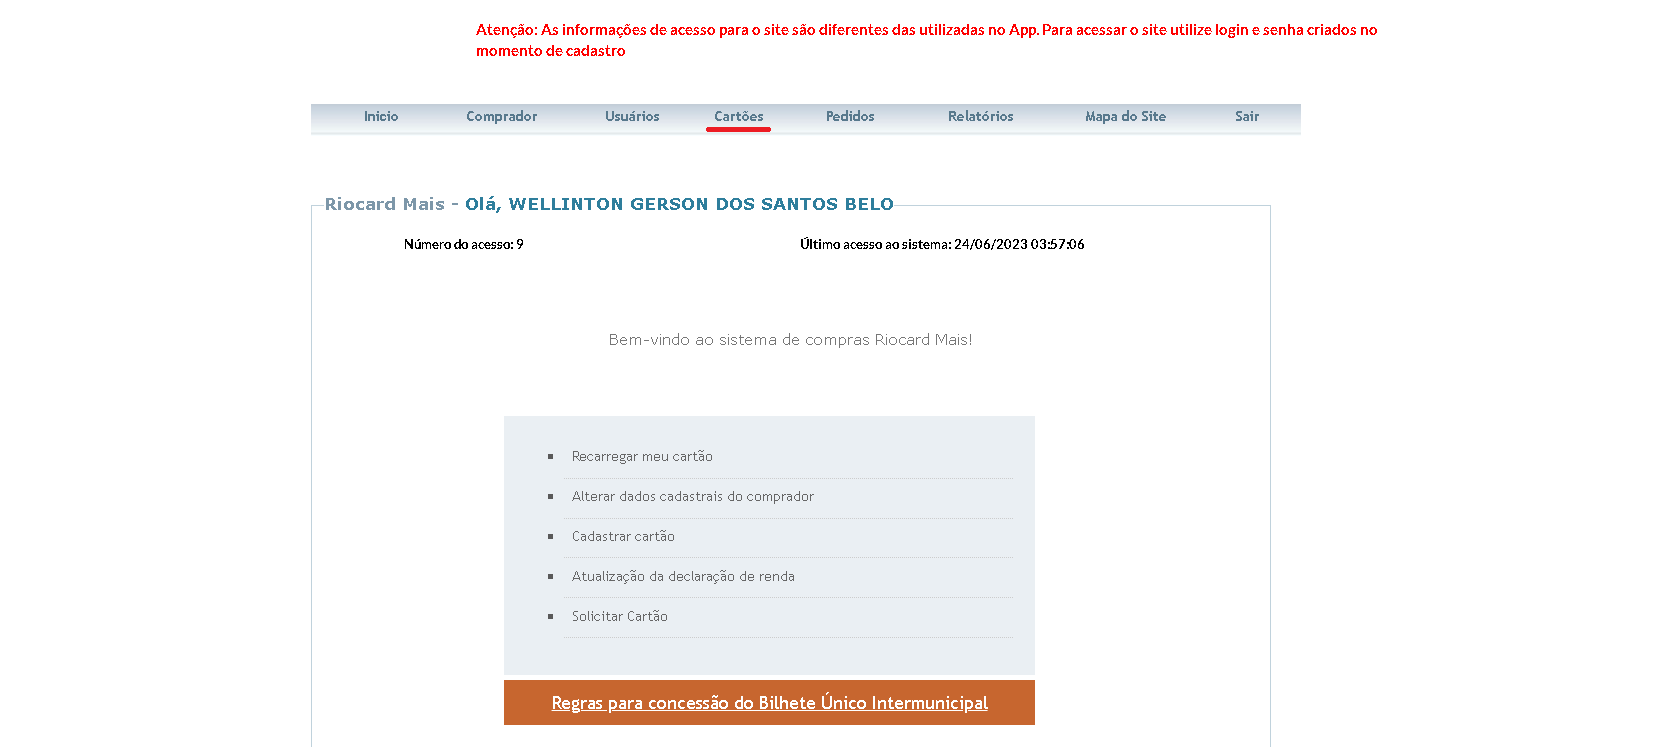 Atenção: As informações de acesso para o site são diferentes das utilizadas no App. Para acessar o site utilize login e senha criados no
momento de cadastro
Inicio Comprador Usuários Cartões Pedidos Relatórios Mapa do Site Sair
Riocard Mais - Olá, WELLINTON GERSON DOS SANTOS BELO
Número do acesso: 9 Último acesso ao sistema: 24/06/2023 03:57:06
Bem-vindo ao sistema de compras Riocard Mais!
Recarregar meu cartão
Alterar dados cadastrais do comprador
Cadastrar cartão
Atualização da declaração de renda
Solicitar Cartão
Regras para concessão do Bilhete Único Intermunicipal